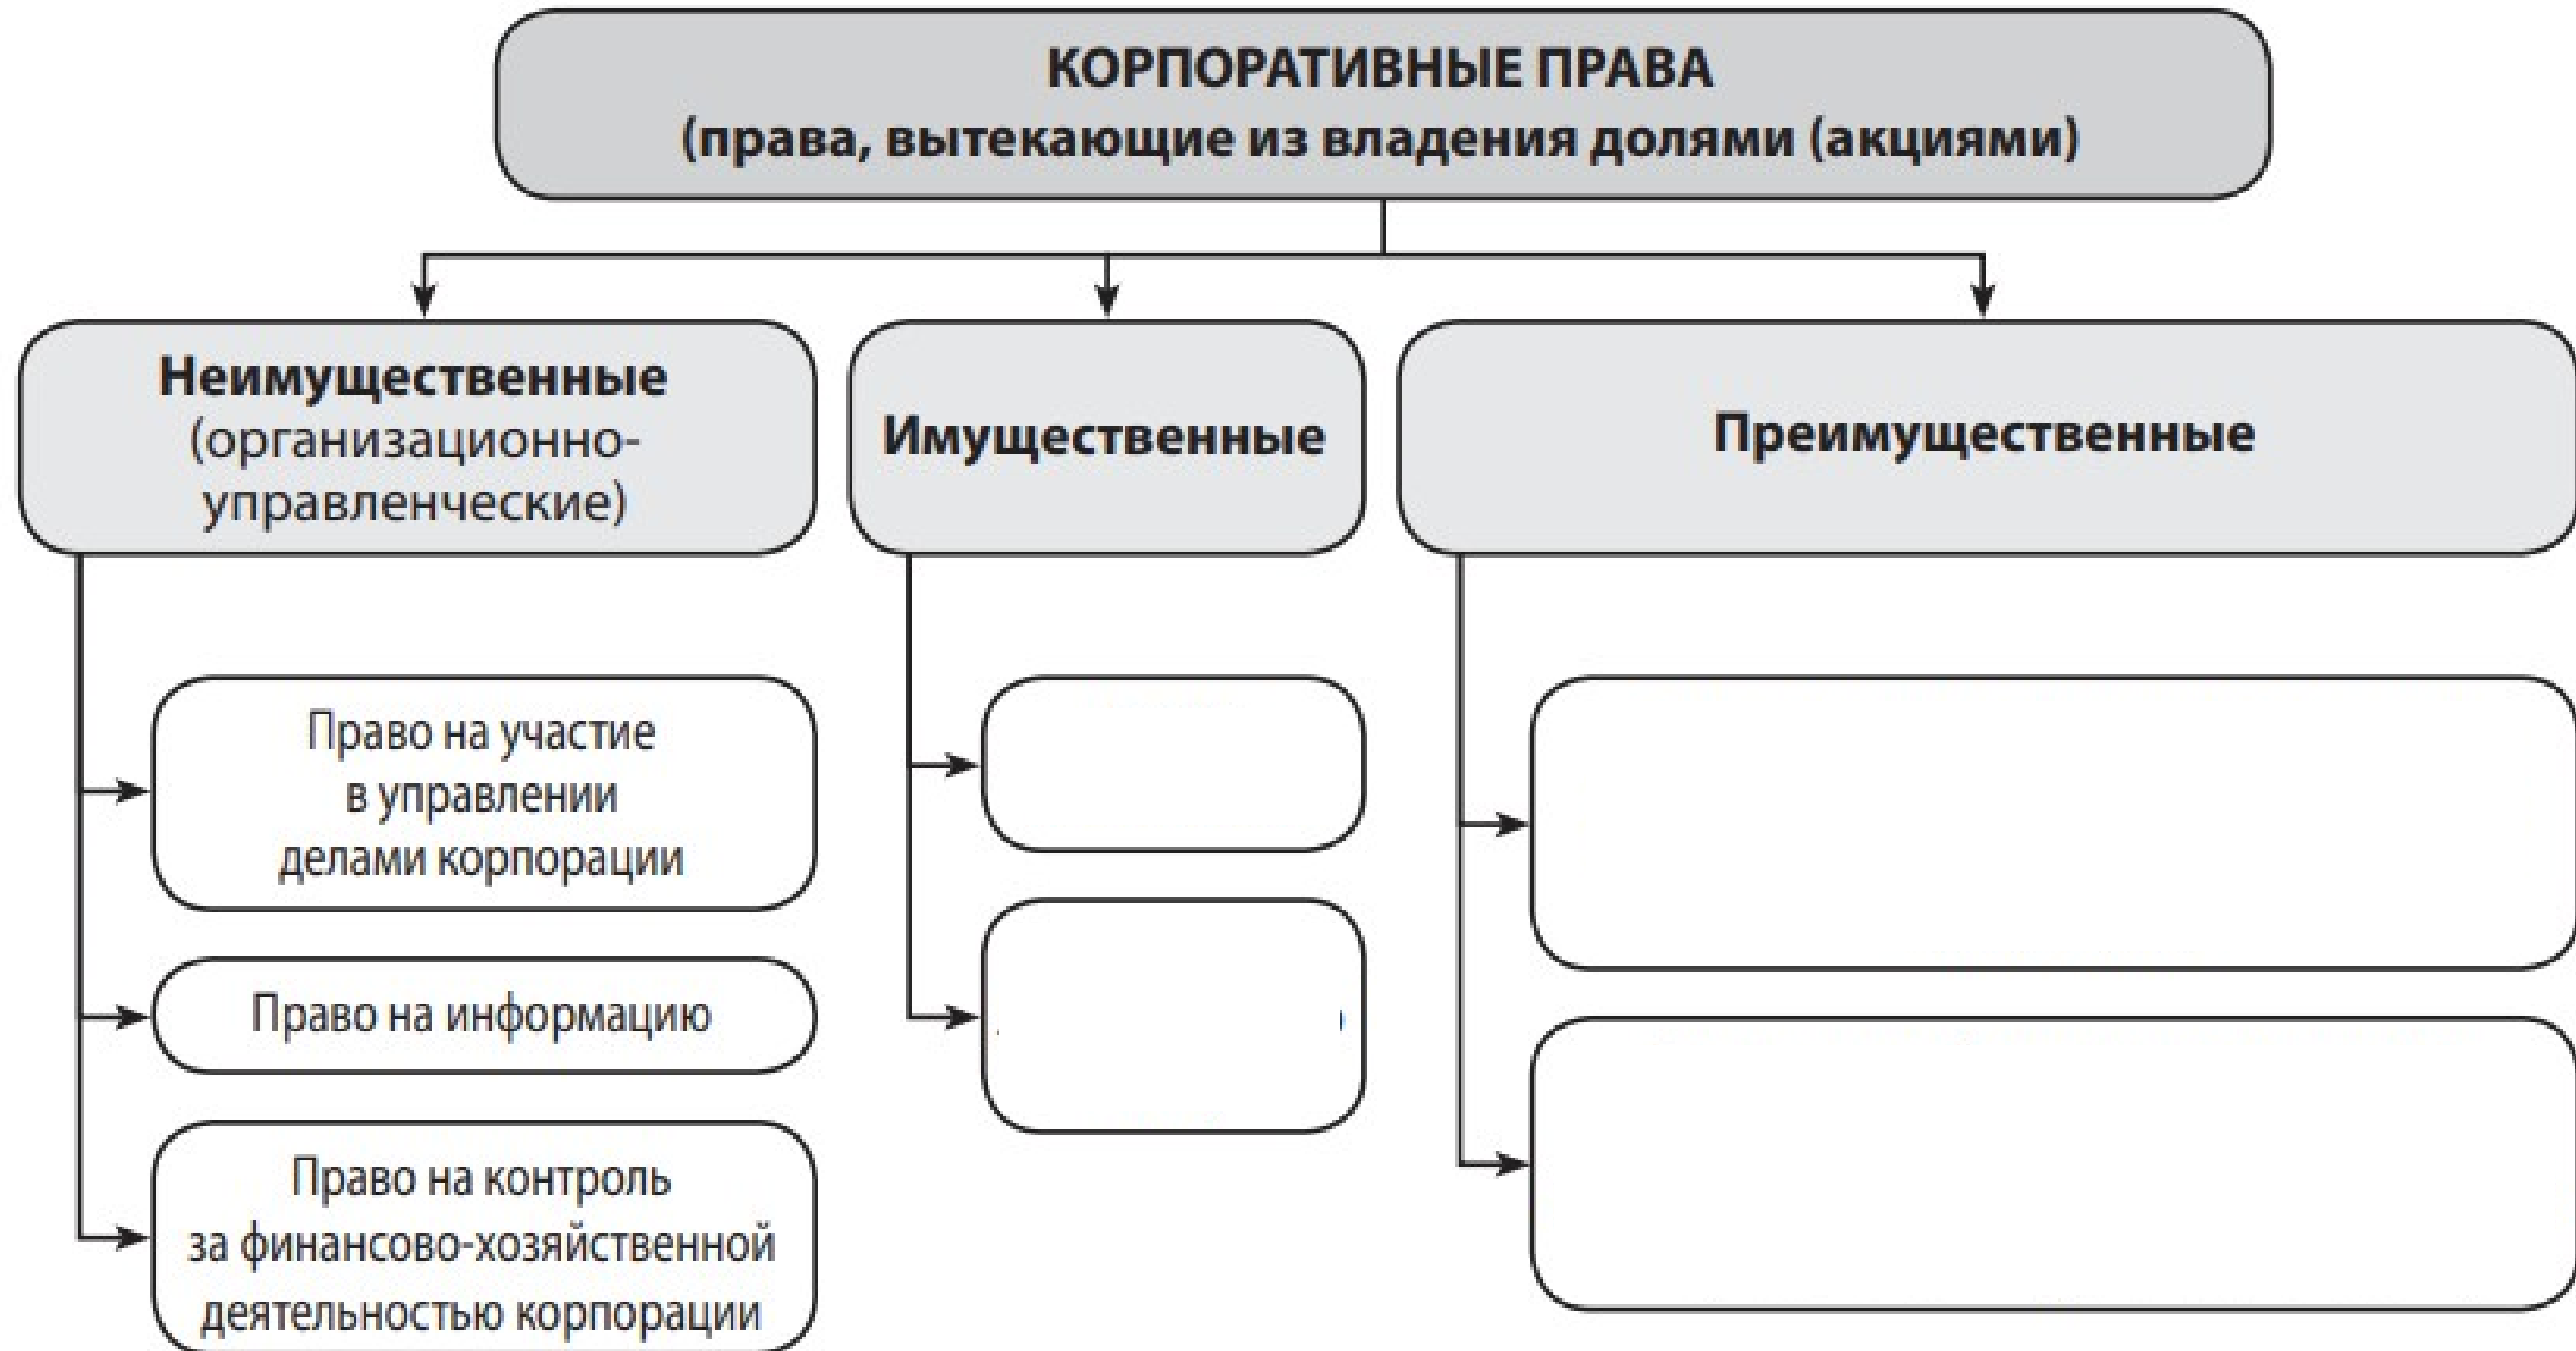 КОРПОРАТИВНЫЕ ПРАВА
(права, вытекающие из владения долями (акциями)
Неимущественные
(организационно-
управленческие)
Имущественные
Преимущественные
Право на участие
в управлении
делами корпорации
Право на информацию
Право на контроль
за финансово-хозяйственной
деятельностью корпорации